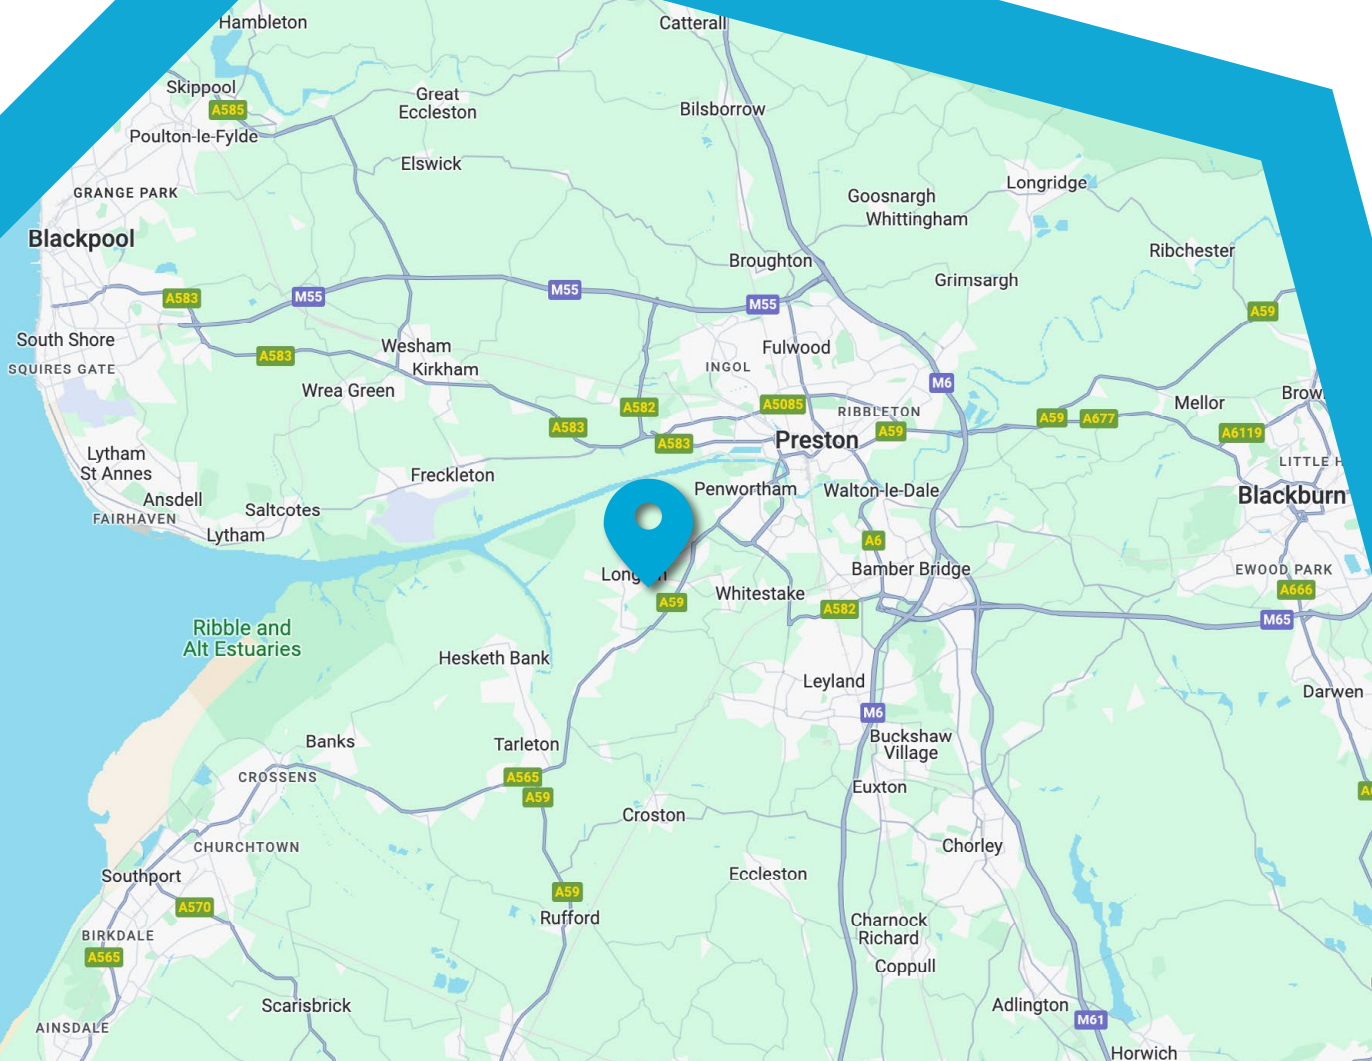 Hambleton
Catterall
Skippool
A585
Great
Eccleston
Bilsborrow
Poulton-le-Fylde
Elswick
GRANGE PARK
Longridge
Goosnargh
Whittingham
Blackpool
Ribchester
Broughton
Grimsargh
A583
M55
M55
M55
A59
South Shore
Wesham
Fulwood
SQUIRES GATE
Kirkham
INGOL
M6
Wrea Green
A583
A582
A5085
RIBBLETON
Mellor
Brow
A583
A583
Preston
A59
A59
A677
A6119
Lytham
St Annes
LITTLE H
Freckleton
Penwortham
Walton-le-Dale
Blackburn
Ansdell
Saltcotes
FAIRHAVEN
Lytham
A6
Bamber Bridge
EWOOD PARK
A59
Whitestake
A582
A666
M65
Ribble and
Alt Estuaries
Hesketh Bank
Leyland
Darwen
M6
Banks
Tarleton
Buckshaw
Village
CROSSENS
A565
A59
Euxton
Croston
CHURCHTOWN
Chorley
Southport
Eccleston
A59
A570
Rufford
Charnock
Richard
BIRKDALE
A565
Coppull
Scarisbrick
Adlington
M61
AINSDALE
Horwich